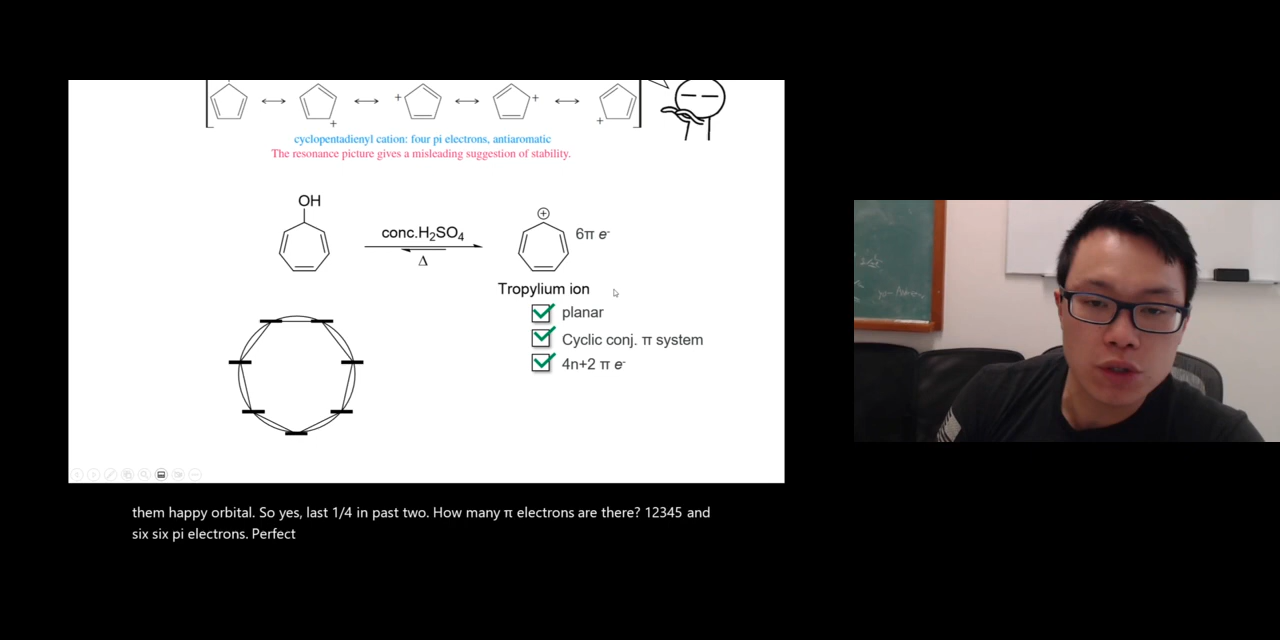 + + + +
cyclopentadienyl cation: four pi electrons, antiaromatic
The resonance picture gives a misleading suggestion of stability.
OH
conc.H₂SO₄
Δ
⊕
6π e⁻
Tropylium ion
planar
Cyclic conj. π system
4n+2 π e⁻
them happy orbital. So yes, last 1/4 in past two. How many π electrons are there? 12345 and
six six pi electrons. Perfect